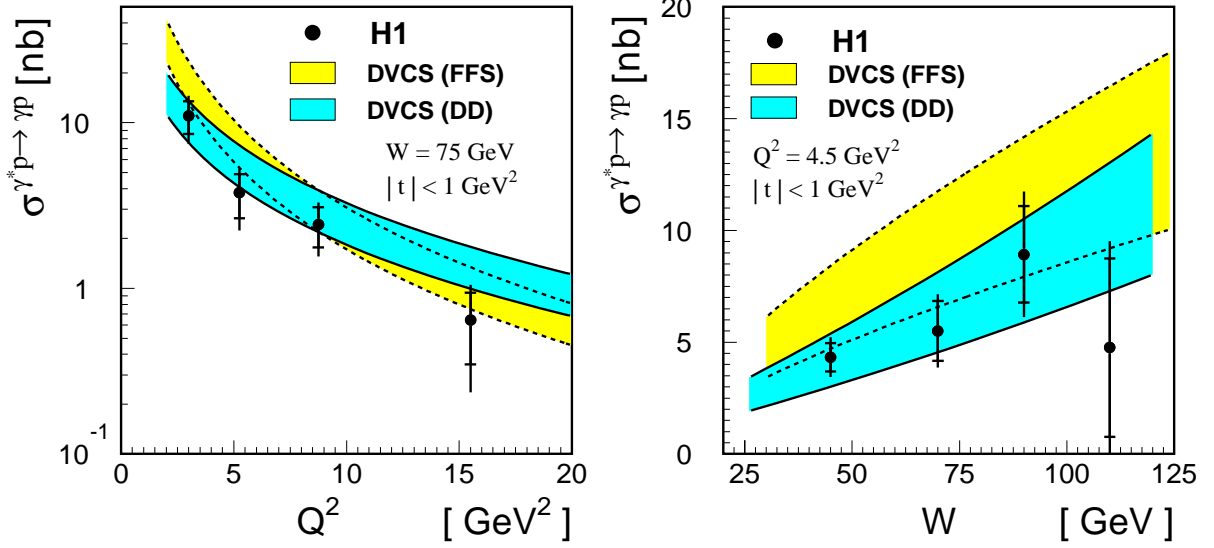 σ^{γ*p→γp} [nb]
10
1
10^{-1}
H1
DVCS (FFS)
DVCS (DD)
W = 75 GeV
| t | < 1 GeV²
0 5 10 15 20
Q² [ GeV² ]
σ^{γ*p→γp} [nb]
20
15
10
5
0
H1
DVCS (FFS)
DVCS (DD)
Q² = 4.5 GeV²
| t | < 1 GeV²
25 50 75 100 125
W [ GeV ]